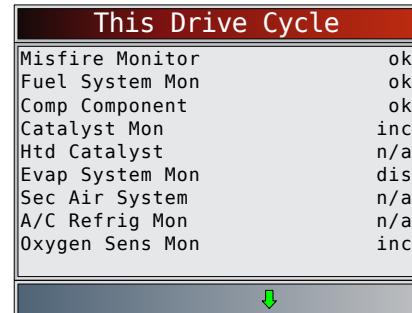 This Drive Cycle
Misfire Monitor ok
Fuel System Mon ok
Comp Component ok
Catalyst Mon inc
Htd Catalyst n/a
Evap System Mon dis
Sec Air System n/a
A/C Refrig Mon n/a
Oxygen Sens Mon inc